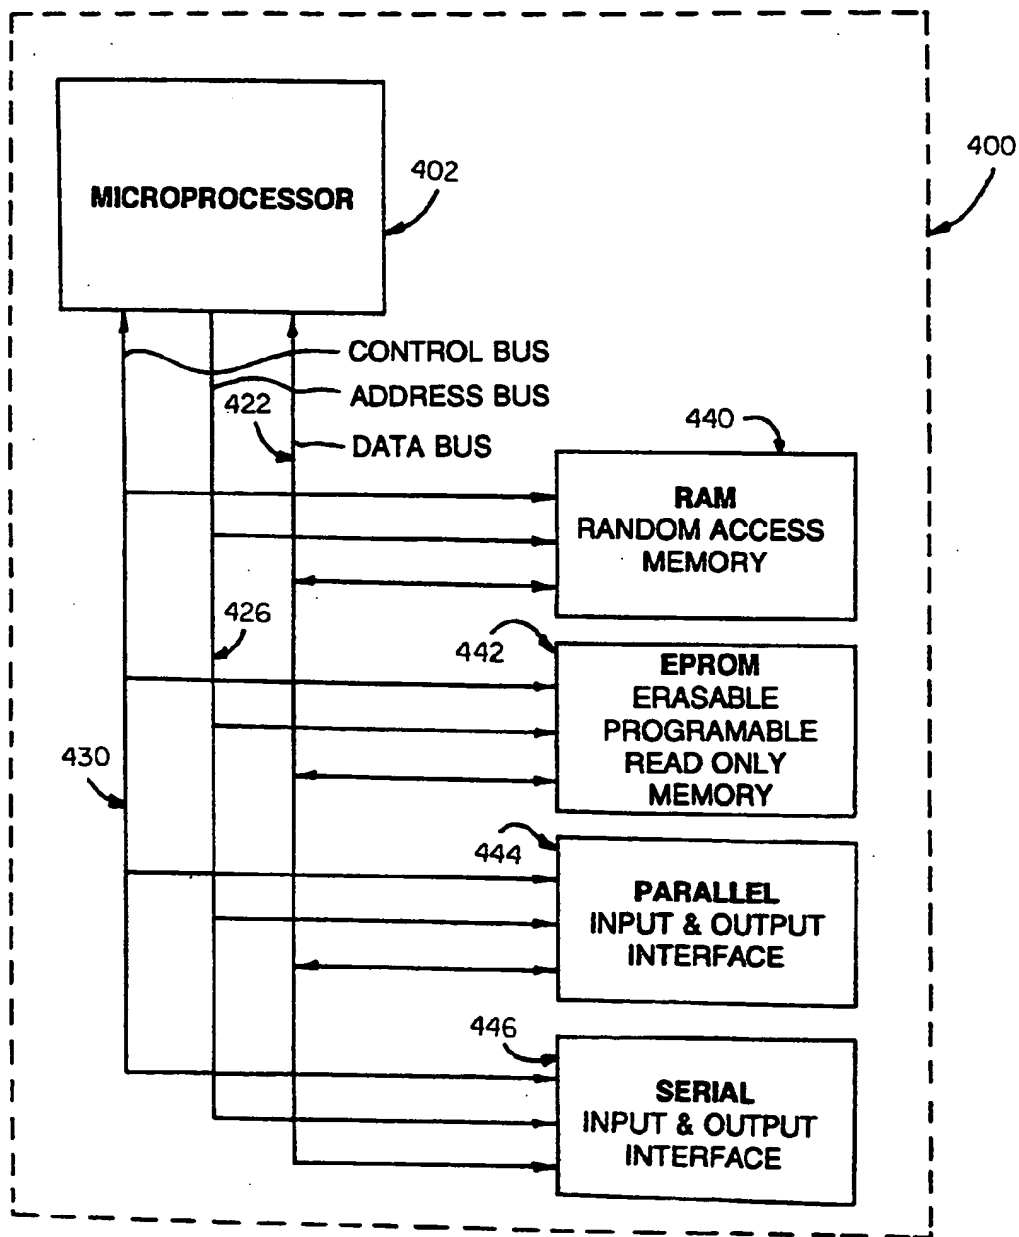 400
MICROPROCESSOR
402
CONTROL BUS
ADDRESS BUS
422
DATA BUS
440
RAM
RANDOM ACCESS
MEMORY
426
442
EPROM
ERASABLE
PROGRAMABLE
READ ONLY
MEMORY
430
444
PARALLEL
INPUT & OUTPUT
INTERFACE
446
SERIAL
INPUT & OUTPUT
INTERFACE